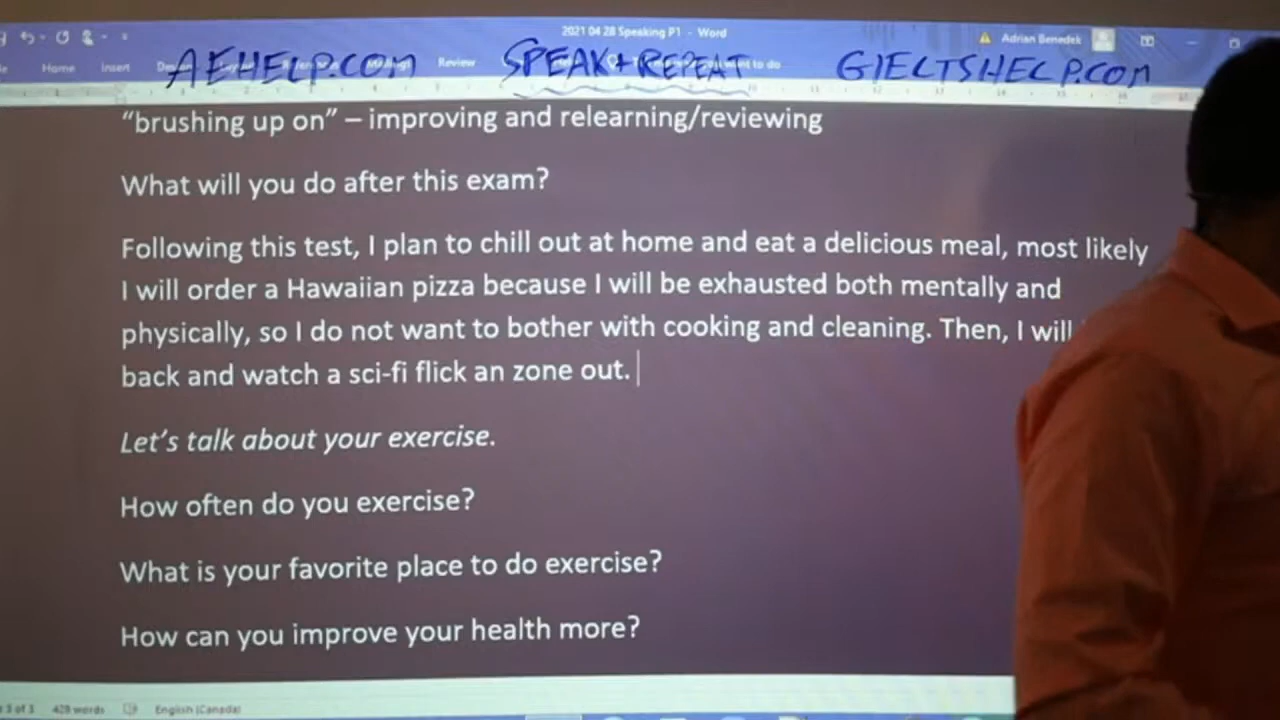 2021 04 28 Speaking P1 - Word
Adrian Benedek
Home Insert Review
AEHELP.COM SPEAK+REPEAT GIELTSHELP.COM
“brushing up on” – improving and relearning/reviewing
What will you do after this exam?
Following this test, I plan to chill out at home and eat a delicious meal, most likely
I will order a Hawaiian pizza because I will be exhausted both mentally and
physically, so I do not want to bother with cooking and cleaning. Then, I will
back and watch a sci-fi flick an zone out.
Let’s talk about your exercise.
How often do you exercise?
What is your favorite place to do exercise?
How can you improve your health more?
3 of 3 429 words English (Canada)